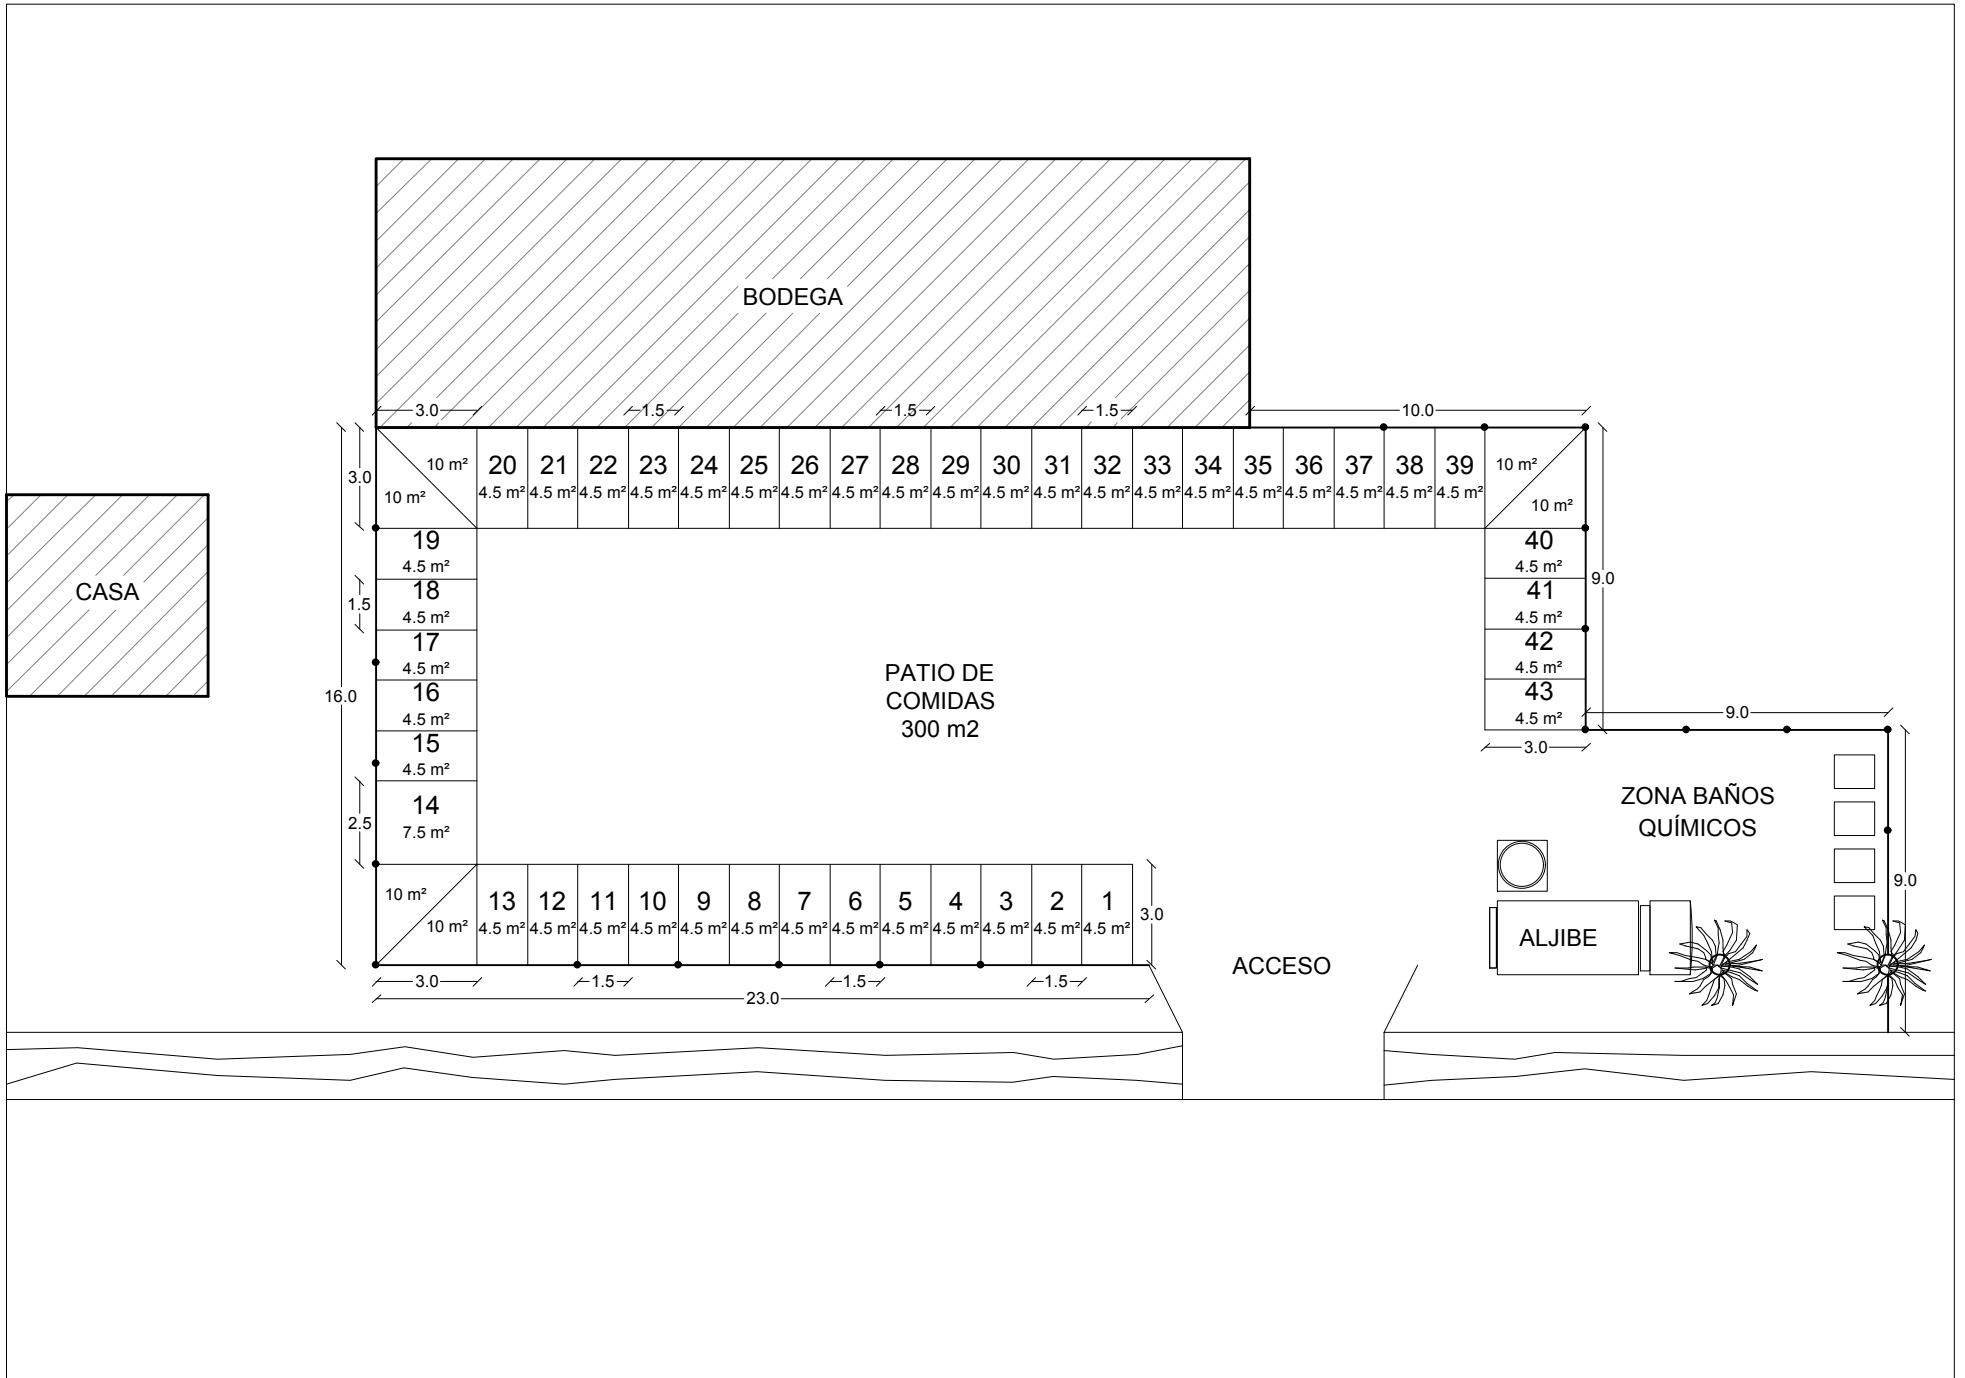 BODEGA
3.0
1.5
1.5
1.5
10.0
3.0
10 m²
10 m²
20 21 22 23 24 25 26 27 28 29 30 31 32 33 34 35 36 37 38 39
4.5 m² 4.5 m² 4.5 m² 4.5 m² 4.5 m² 4.5 m² 4.5 m² 4.5 m² 4.5 m² 4.5 m² 4.5 m² 4.5 m² 4.5 m² 4.5 m² 4.5 m² 4.5 m² 4.5 m² 4.5 m² 4.5 m² 4.5 m²
10 m²
10 m²
CASA
16.0
19
4.5 m²
1.5
18
4.5 m²
17
4.5 m²
16
4.5 m²
15
4.5 m²
2.5
14
7.5 m²
PATIO DE
COMIDAS
300 m2
40
4.5 m²
41
4.5 m²
42
4.5 m²
43
4.5 m²
9.0
3.0
9.0
ZONA BAÑOS
QUÍMICOS
9.0
ALJIBE
10 m²
10 m²
13 12 11 10 9 8 7 6 5 4 3 2 1
4.5 m² 4.5 m² 4.5 m² 4.5 m² 4.5 m² 4.5 m² 4.5 m² 4.5 m² 4.5 m² 4.5 m² 4.5 m² 4.5 m² 4.5 m²
3.0
ACCESO
3.0
1.5
1.5
1.5
23.0